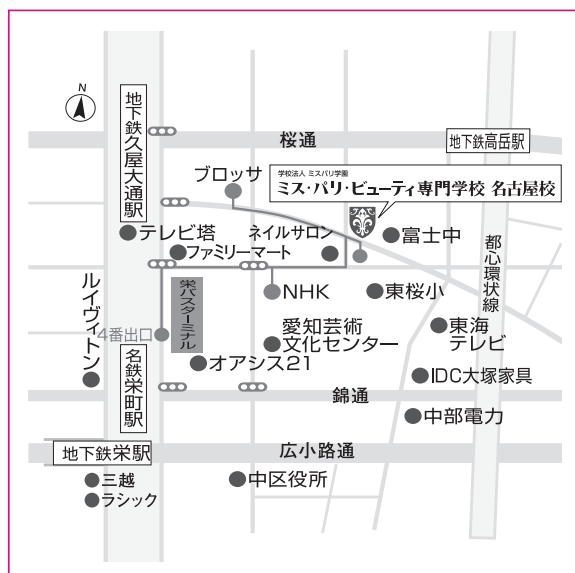 N
地下鉄久屋大通駅
桜通
地下鉄高岳駅
ブロッサ
学校法人 ミスパリ学園
ミス・パリ・ビューティ専門学校 名古屋校
テレビ塔
ファミリーマート
ネイルサロン
富士中
都心環状線
ルイヴィトン
栄バスターミナル
NHK
東桜小
4番出口
愛知芸術
文化センター
東海
テレビ
名鉄栄町駅
オアシス21
IDC大塚家具
錦通
中部電力
地下鉄栄駅
広小路通
三越
ラシック
中区役所